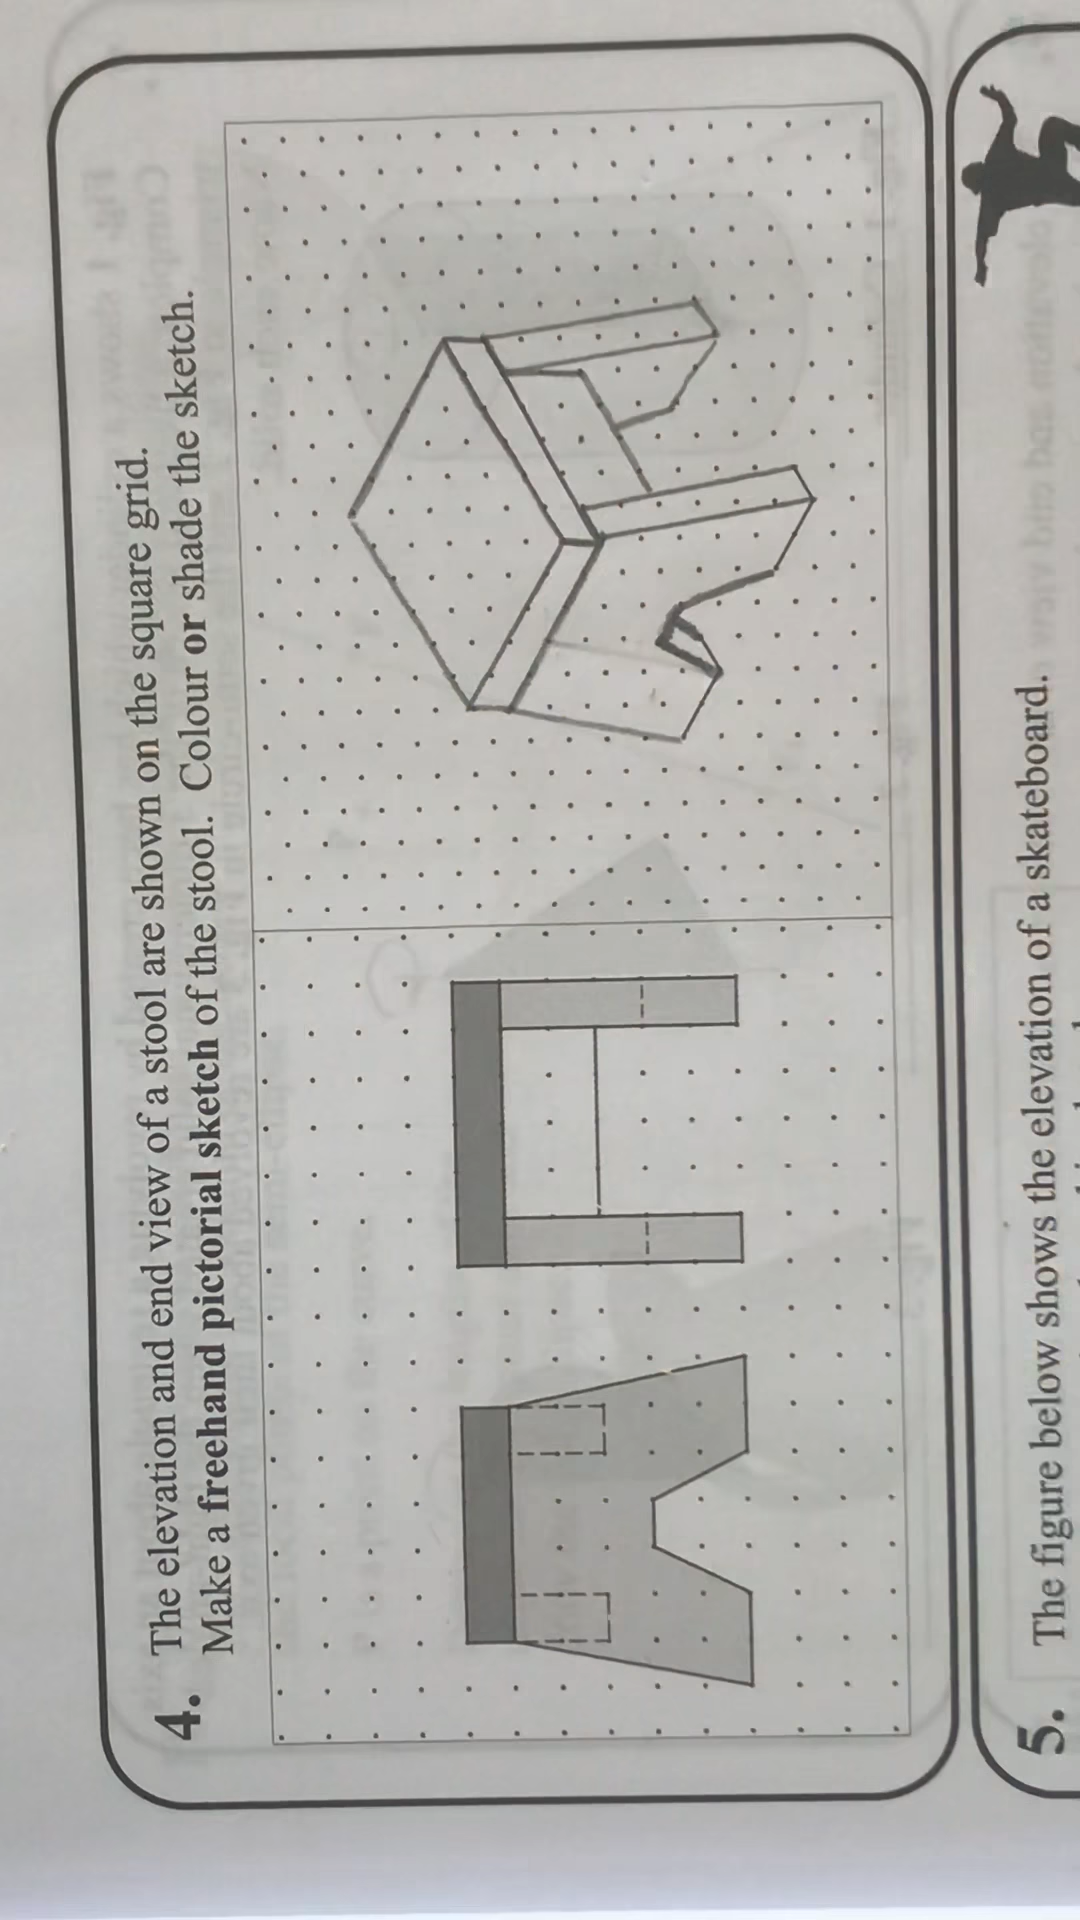 4. The elevation and end view of a stool are shown on the square grid.
Make a freehand pictorial sketch of the stool. Colour or shade the sketch.
5. The figure below shows the elevation of a skateboard.